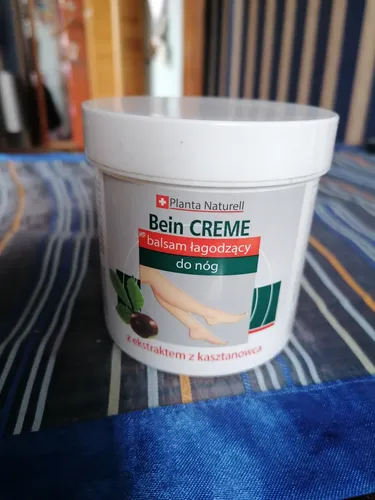 Planta Naturell
Bein CREME
balsam łagodzący
do nóg
z ekstraktem z kasztanowca